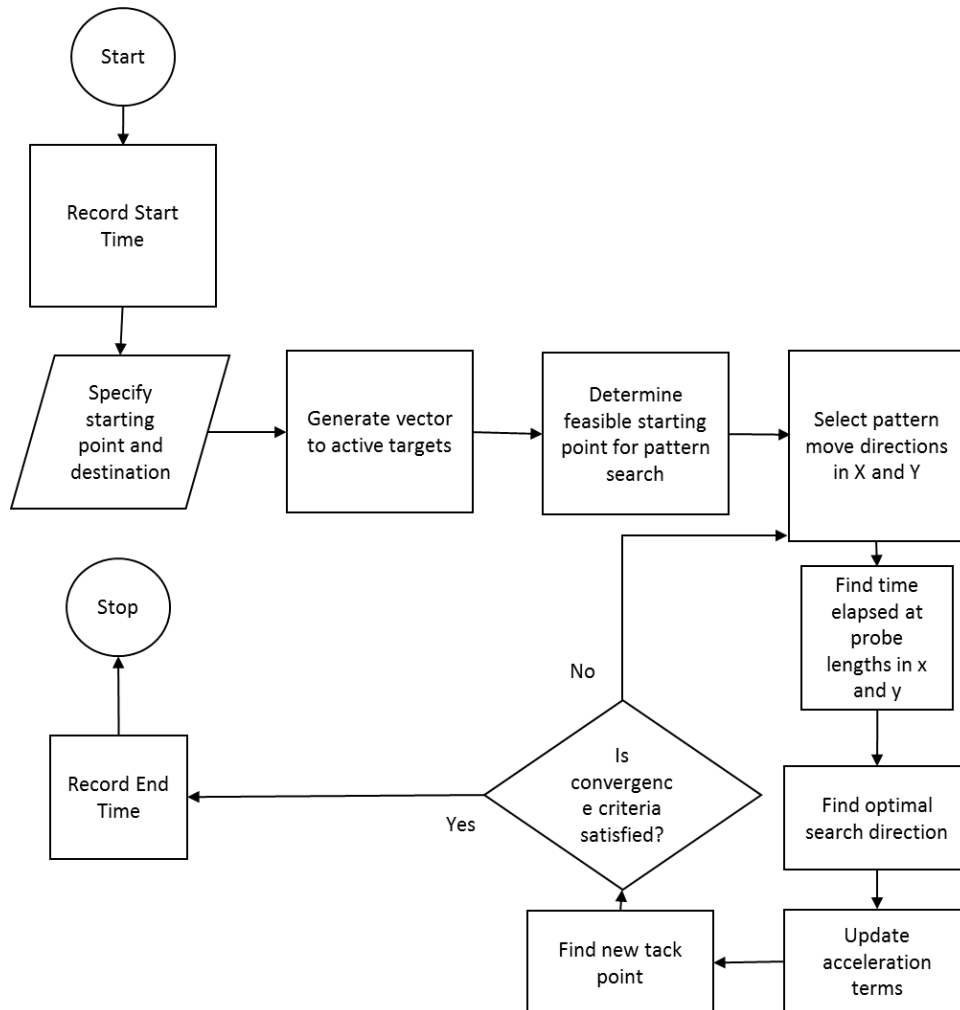 Start
Record Start
Time
Specify
starting
point and
destination
Generate vector
to active targets
Determine
feasible starting
point for pattern
search
Select pattern
move directions
in X and Y
Find time
elapsed at
probe
lengths in x
and y
Find optimal
search direction
Update
acceleration
terms
Find new tack
point
Is
convergenc
e criteria
satisfied?
No
Yes
Record End
Time
Stop